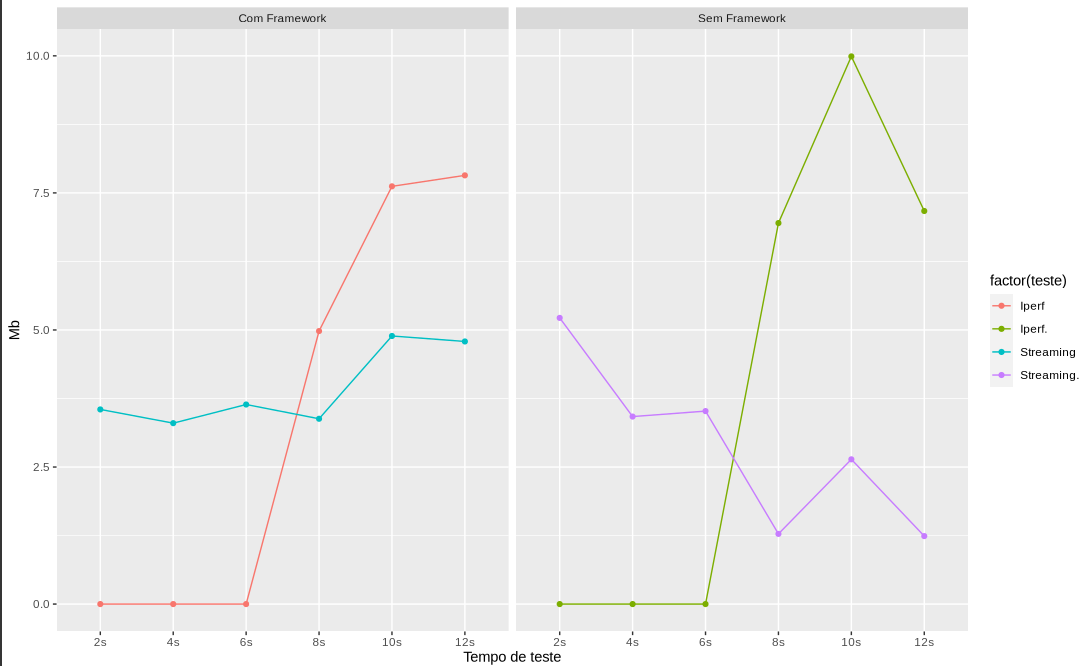 Com Framework
Sem Framework
10.0
7.5
5.0
2.5
0.0
Mb
2s 4s 6s 8s 10s 12s
2s 4s 6s 8s 10s 12s
Tempo de teste
factor(teste)
Iperf
Iperf.
Streaming
Streaming.